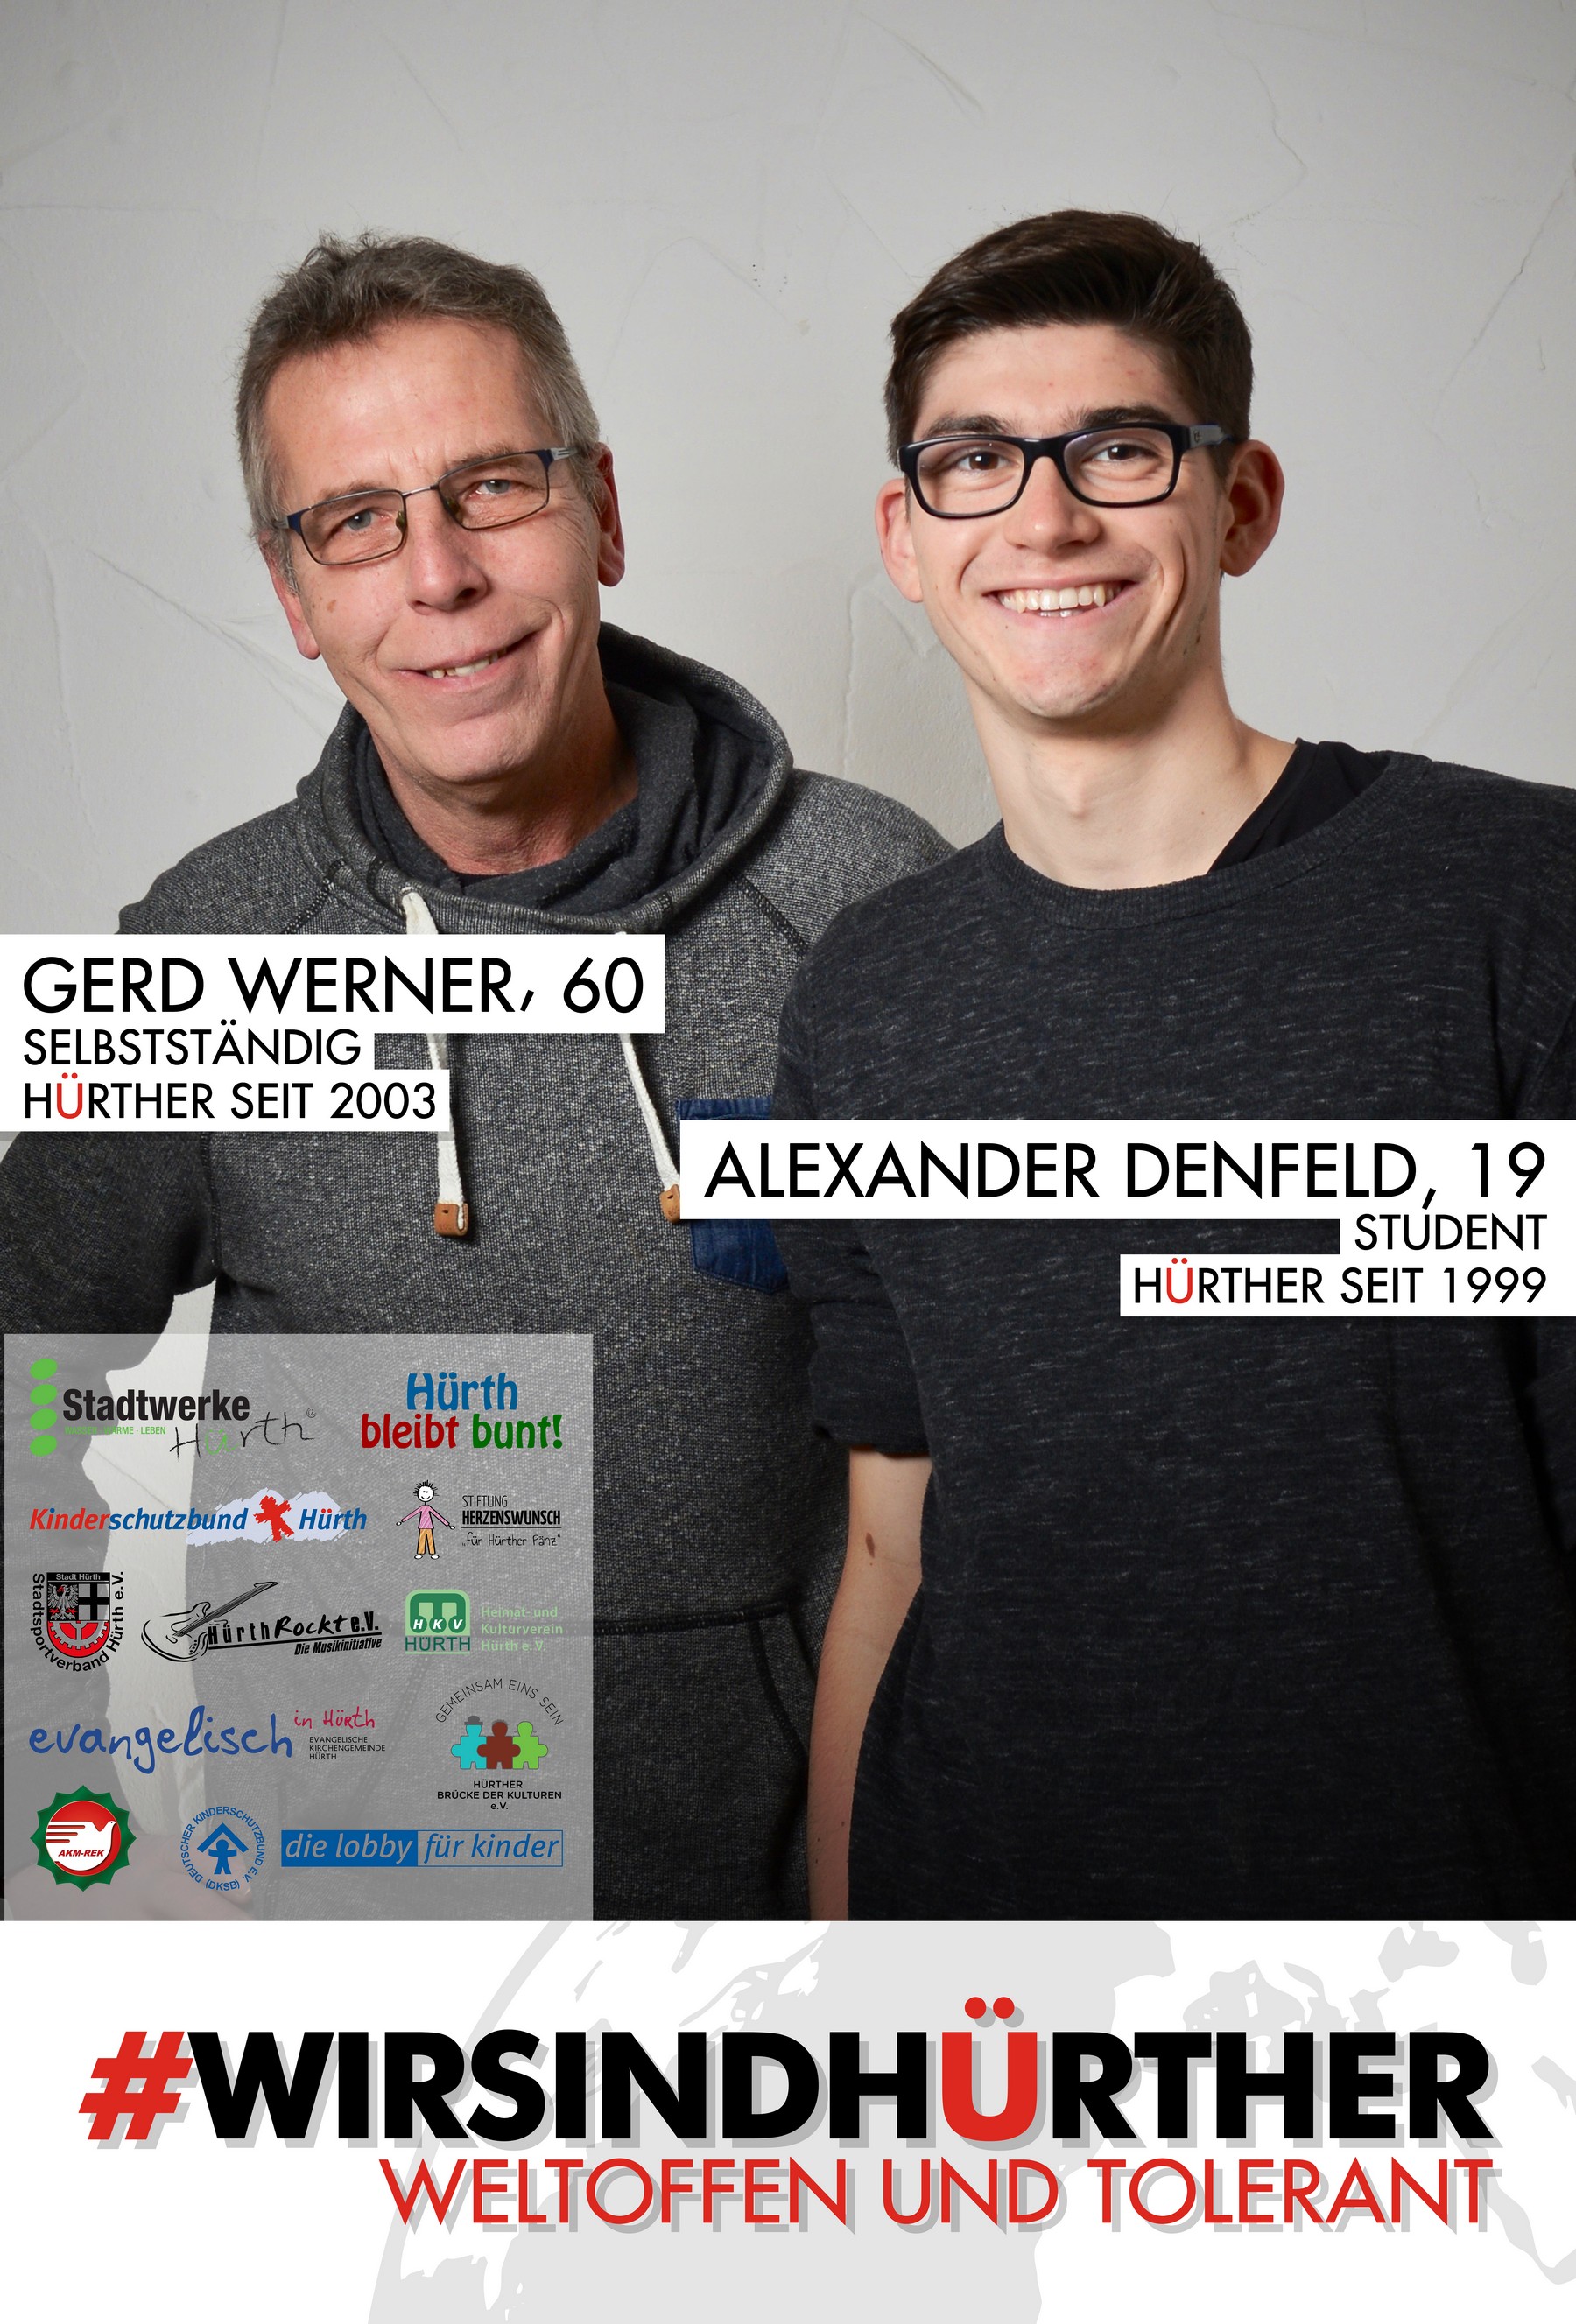 GERD WERNER, 60
SELBSTSTÄNDIG
HÜRTHER SEIT 2003
ALEXANDER DENFELD, 19
STUDENT
HÜRTHER SEIT 1999
Stadtwerke
WÄRME · LEBEN
Hürth
Hürth
bleibt bunt!
Kinderschutzbund Hürth
STIFTUNG
HERZENSWUNSCH
„für Hürther Pänz"
Stadt Hürth
Stadtsportverband Hürth e.V.
HürthRockt e.V.
Die Musikinitiative
HKV
HÜRTH
Heimat- und
Kulturverein
Hürth e.V.
evangelisch in Hürth
EVANGELISCHE
KIRCHENGEMEINDE
HÜRTH
GEMEINSAM EINS SEIN
HÜRTHER
BRÜCKE DER KULTUREN
e.V.
AKM-REK
DEUTSCHER KINDERSCHUTZBUND E.V.
(DKSB)
die lobby für kinder
#WIRSINDHÜRTHER
WELTOFFEN UND TOLERANT